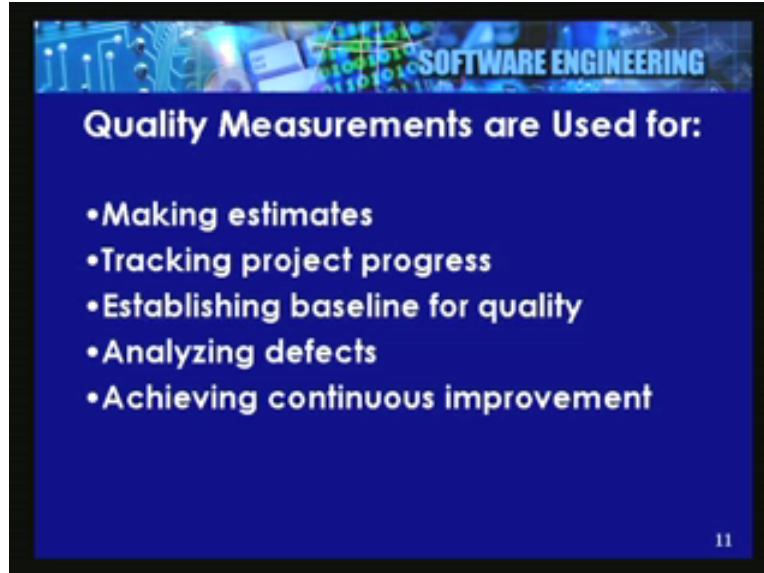 SOFTWARE ENGINEERING
Quality Measurements are Used for:
•Making estimates
•Tracking project progress
•Establishing baseline for quality
•Analyzing defects
•Achieving continuous improvement
11